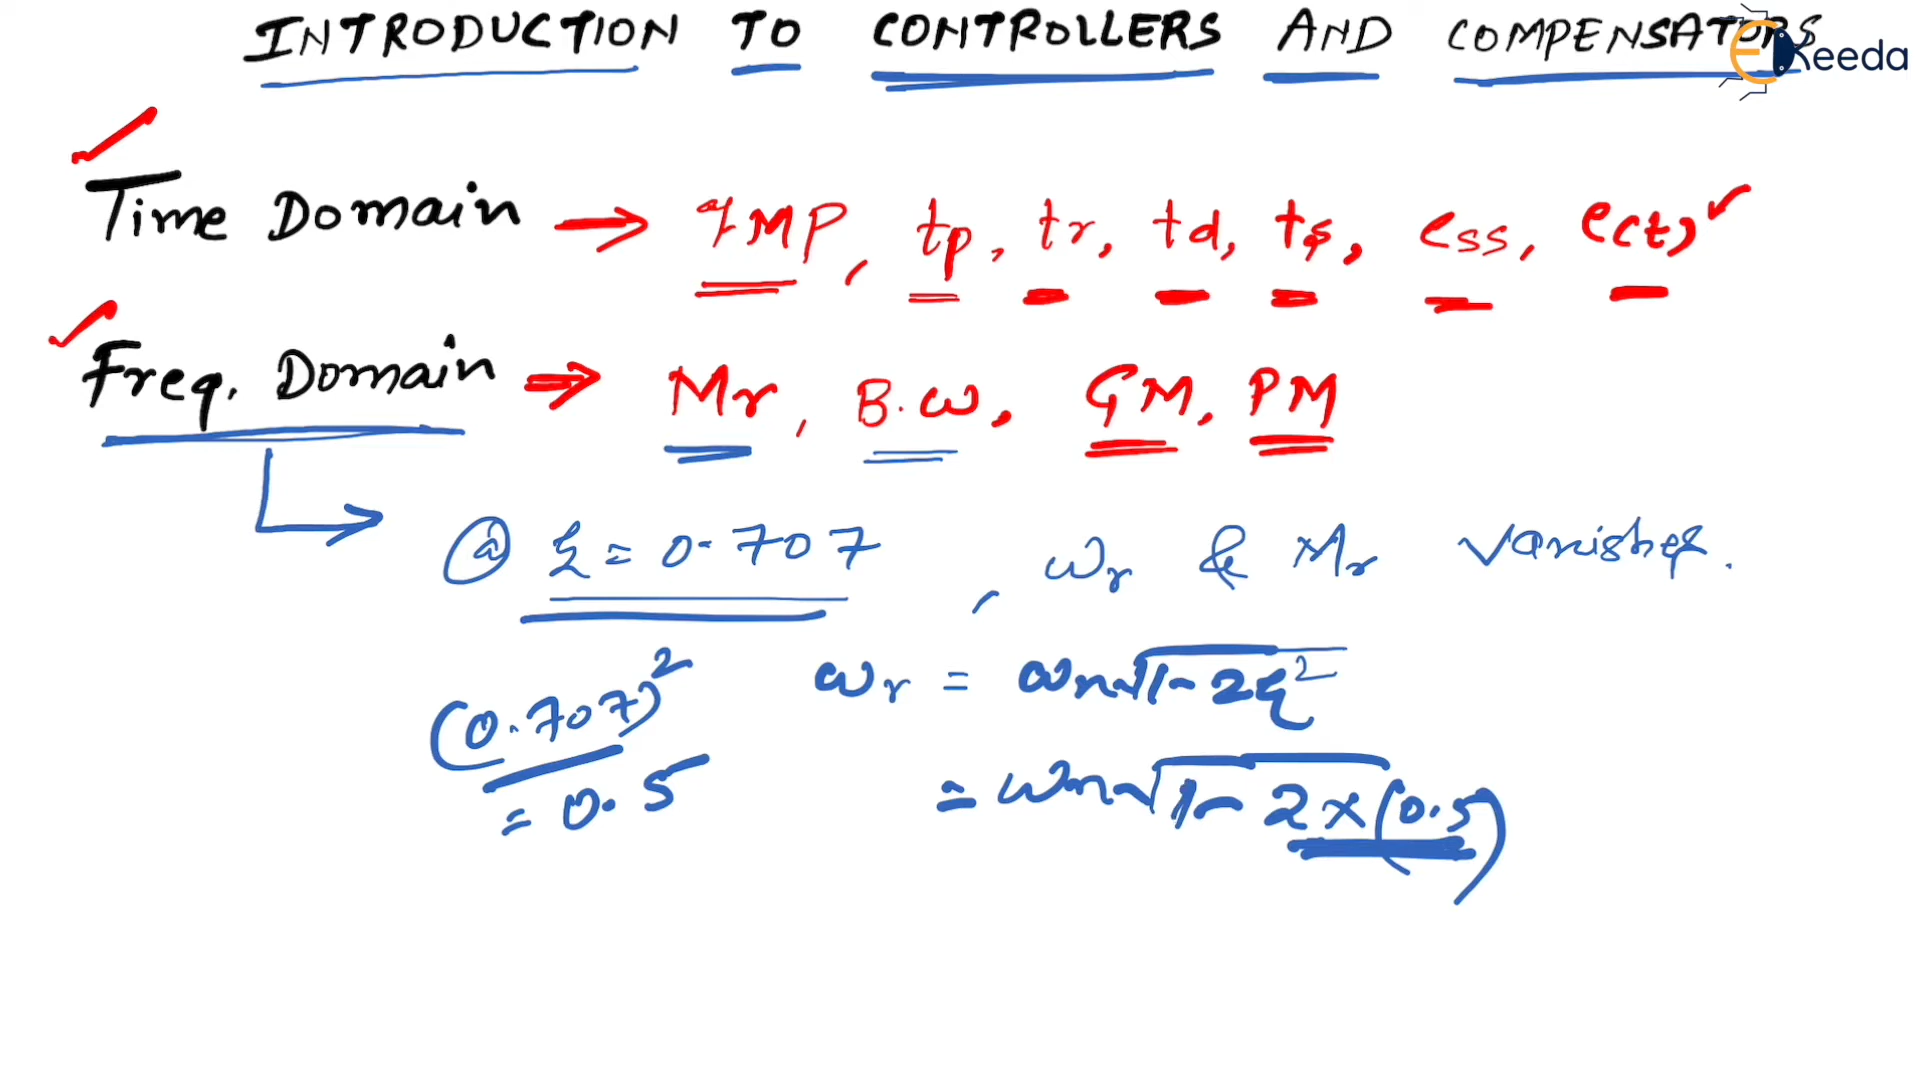 INTRODUCTION TO CONTROLLERS AND COMPENSATORS
EKeeda
Time Domain → %MP, tp, tr, td, ts, ess, e(t)
Freq. Domain ⇒ Mr, B.W, GM, PM
@ ξ = 0.707, ωr & Mr vanishes.
(0.707)² ωr = ωn√1-2ξ²
= 0.5 = ωn√1-2×(0.5)